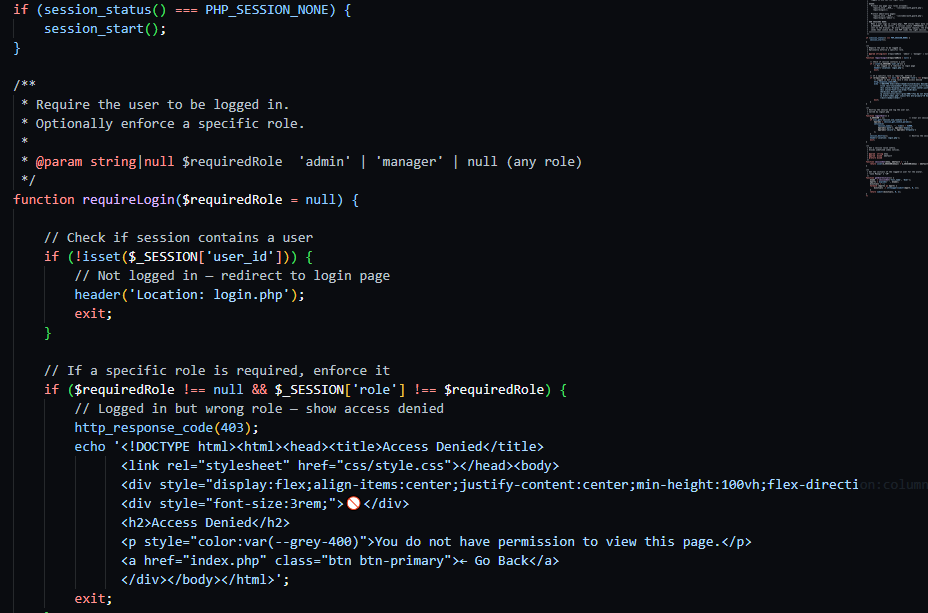 if (session_status() === PHP_SESSION_NONE) {
    session_start();
}

/**
 * Require the user to be logged in.
 * Optionally enforce a specific role.
 *
 * @param string|null $requiredRole  'admin' | 'manager' | null (any role)
 */
function requireLogin($requiredRole = null) {

    // Check if session contains a user
    if (!isset($_SESSION['user_id'])) {
        // Not logged in — redirect to login page
        header('Location: login.php');
        exit;
    }

    // If a specific role is required, enforce it
    if ($requiredRole !== null && $_SESSION['role'] !== $requiredRole) {
        // Logged in but wrong role — show access denied
        http_response_code(403);
        echo '<!DOCTYPE html><html><head><title>Access Denied</title>
              <link rel="stylesheet" href="css/style.css"></head><body>
              <div style="display:flex;align-items:center;justify-content:center;min-height:100vh;flex-direction:column
              <div style="font-size:3rem;">🚫</div>
              <h2>Access Denied</h2>
              <p style="color:var(--grey-400)">You do not have permission to view this page.</p>
              <a href="index.php" class="btn btn-primary">← Go Back</a>
              </div></body></html>';
        exit;